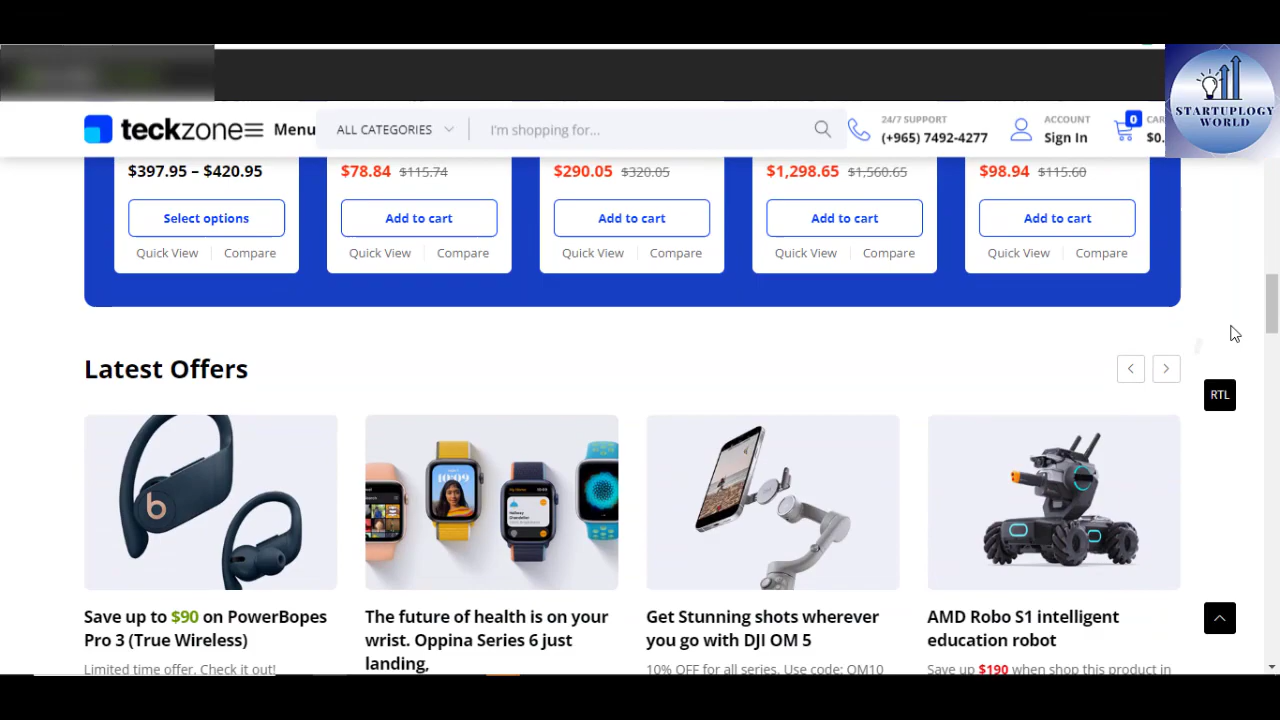 STARTUPLOGY
WORLD
teckzone
Menu
ALL CATEGORIES
I'm shopping for...
24/7 SUPPORT
(+965) 7492-4277
ACCOUNT
Sign In
0
$0.
$397.95 – $420.95
$78.84 $115.74
$290.05 $320.05
$1,298.65 $1,560.65
$98.94 $115.60
Select options
Add to cart
Add to cart
Add to cart
Add to cart
Quick View Compare
Quick View Compare
Quick View Compare
Quick View Compare
Quick View Compare
Latest Offers
RTL
Save up to $90 on PowerBopes
Pro 3 (True Wireless)
Limited time offer. Check it out!
The future of health is on your
wrist. Oppina Series 6 just
landing,
Get Stunning shots wherever
you go with DJI OM 5
10% OFF for all series. Use code: OM10
AMD Robo S1 intelligent
education robot
Save up $190 when shop this product in